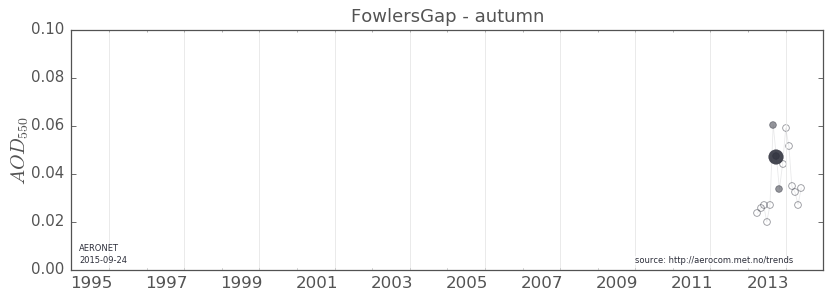 FowlersGap - autumn
0.10
0.08
0.06
0.04
0.02
0.00
AOD550
AERONET
2015-09-24
source: http://aerocom.met.no/trends
1995 1997 1999 2001 2003 2005 2007 2009 2011 2013